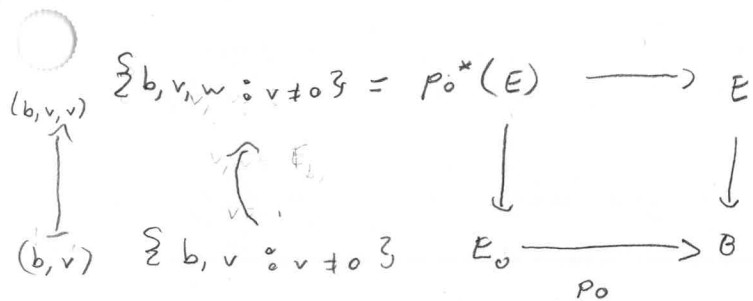 {b, v, w : v ≠ 0} = p₀*(E) ⟶ E
(b, v, v)
(b, v) {b, v : v ≠ 0} E₀ ⟶ B
p₀